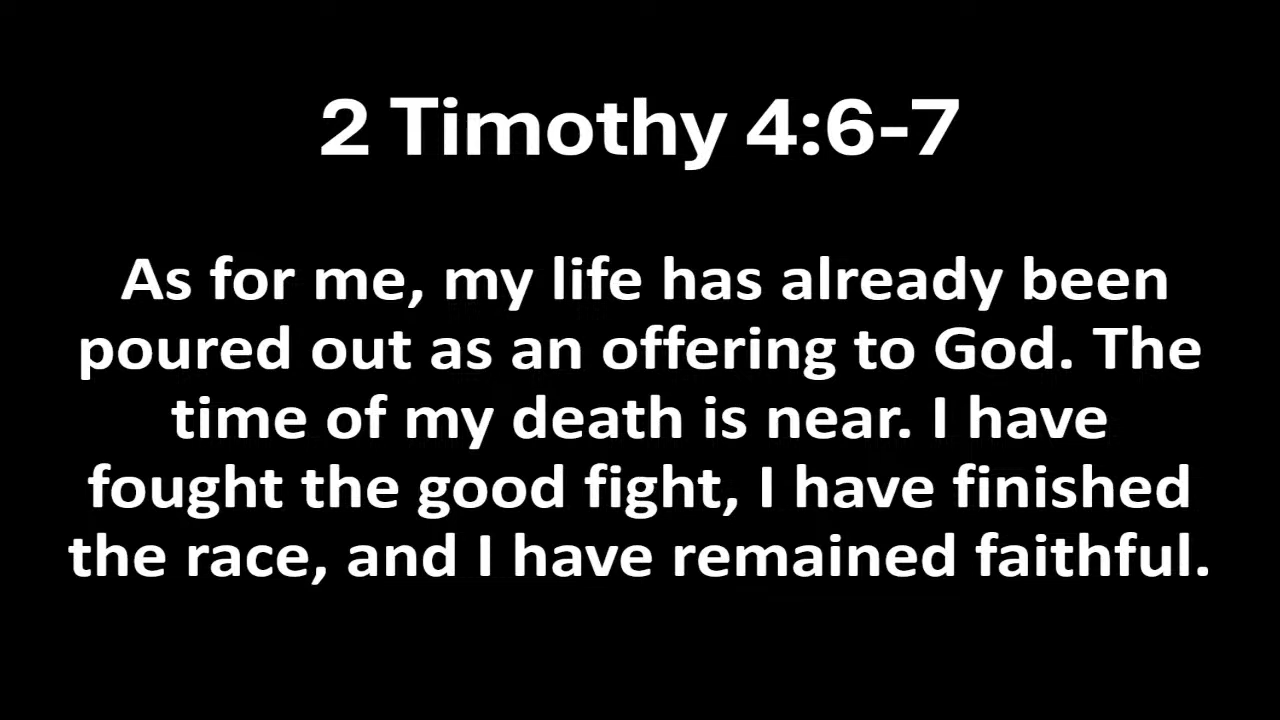 2 Timothy 4:6-7
As for me, my life has already been
poured out as an offering to God. The
time of my death is near. I have
fought the good fight, I have finished
the race, and I have remained faithful.